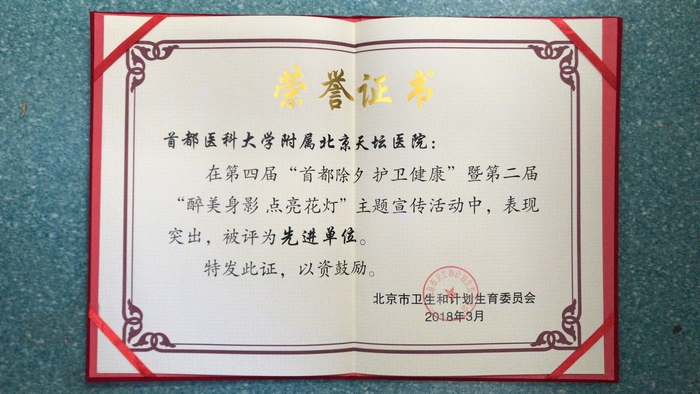 荣誉证书
首都医科大学附属北京天坛医院：
在第四届“首都除夕 护卫健康”暨第二届
“醉美身影 点亮花灯”主题宣传活动中，表现
突出，被评为先进单位。
特发此证，以资鼓励。
北京市卫生和计划生育委员会
2018年3月